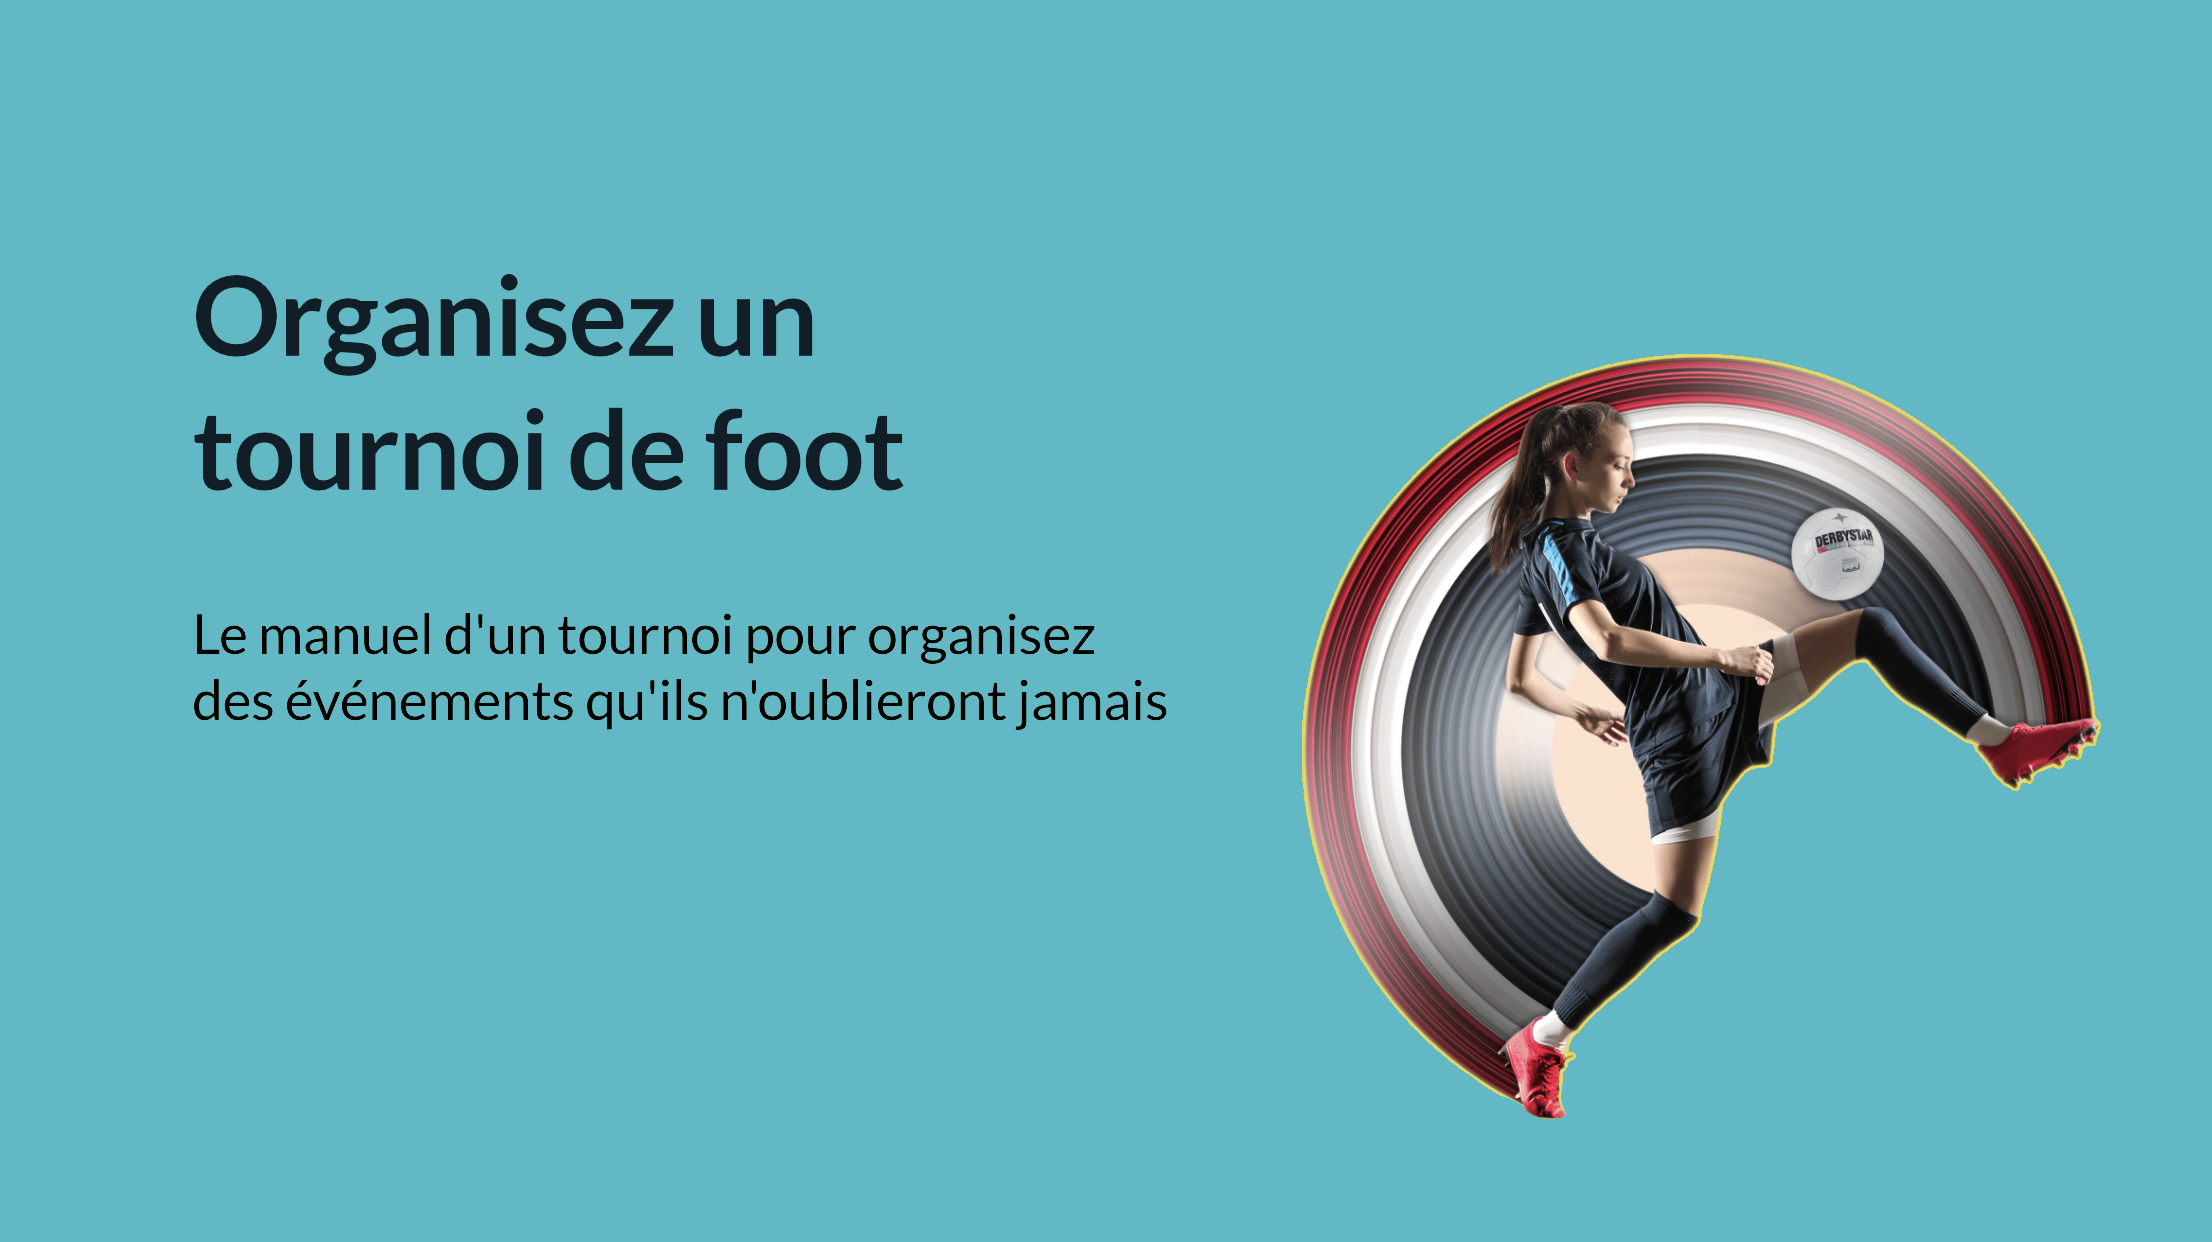 Organisez un
tournoi de foot
Le manuel d'un tournoi pour organisez
des événements qu'ils n'oublieront jamais
DERBYSTAR